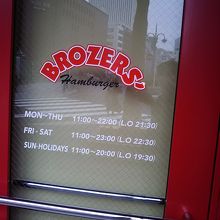 BROZERS'
Hamburger
MON~THU 11:00~22:00 (L.O 21:30)
FRI・SAT 11:00~23:00 (L.O 22:30)
SUN・HOLIDAYS 11:00~20:00 (L.O 19:30)